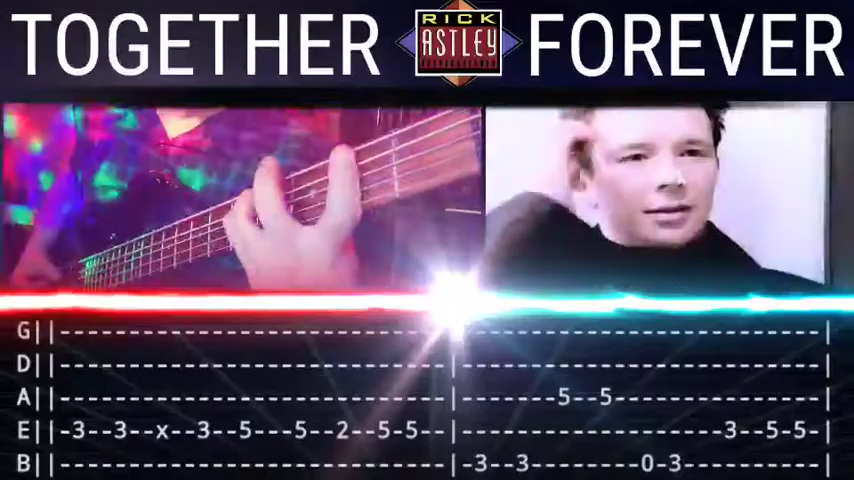 TOGETHER RICK ASTLEY FOREVER
G||------------------------------|--------------------------|
D||------------------------------|--------------------------|
A||------------------------------|-------5--5---------------|
E||-3--3--x--3--5---5--2--5-5--|-------------------3--5-5-|
B||------------------------------|-3--3--------0-3----------|